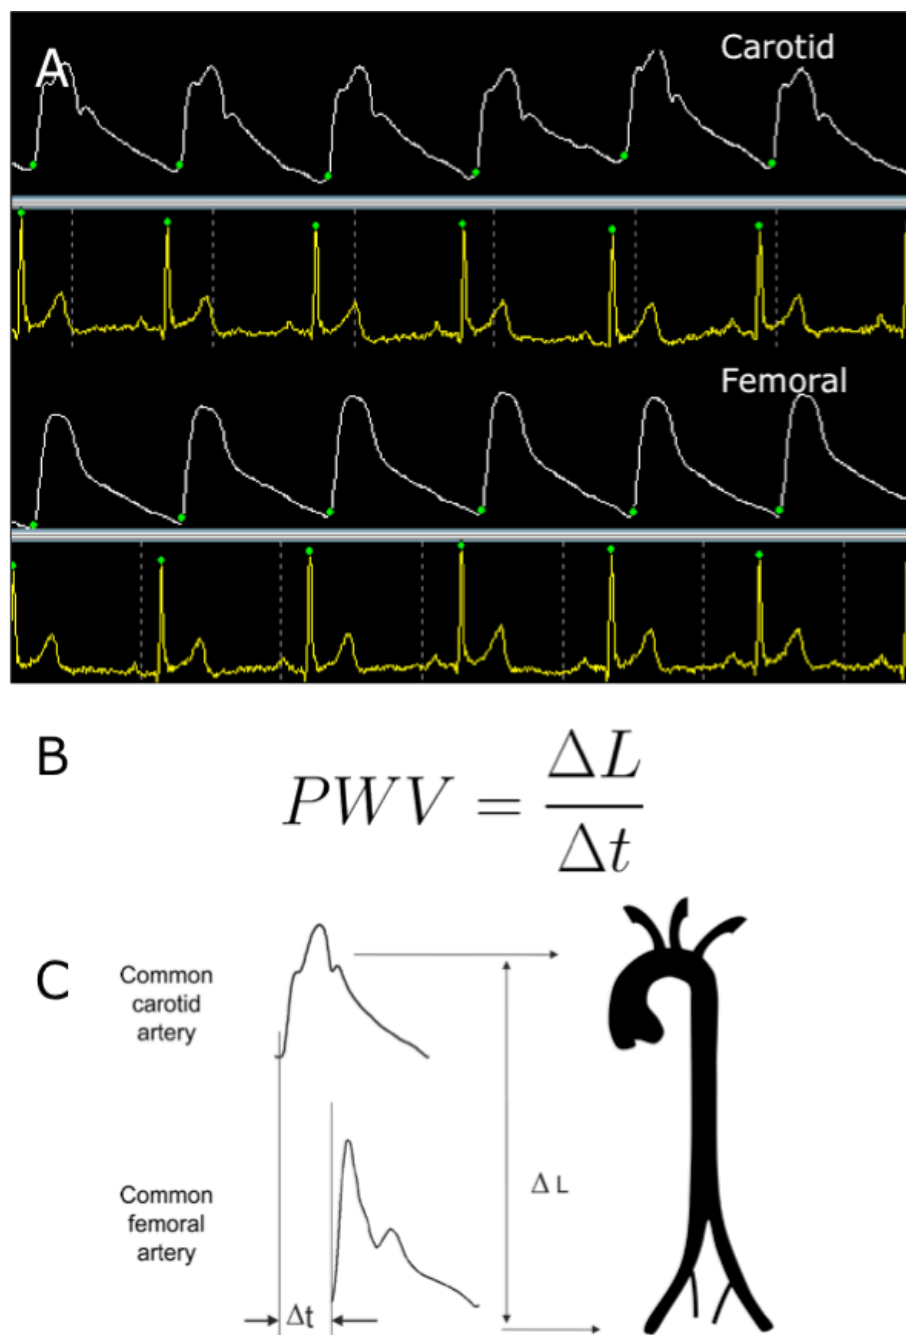 A
Carotid
Femoral
B
PWV = ΔL/Δt
C
Common
carotid
artery
Δ L
Common
femoral
artery
Δt